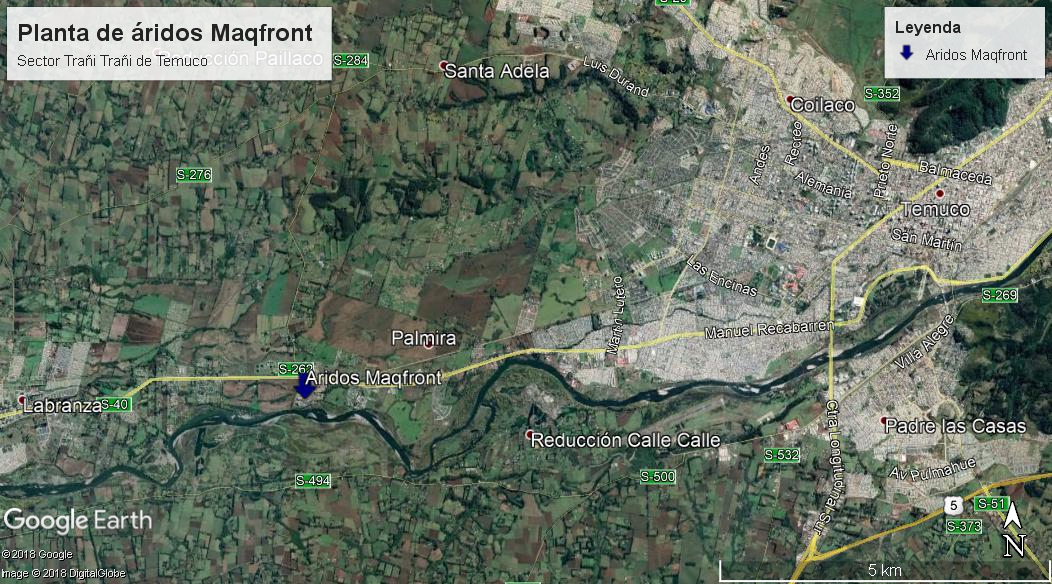 Planta de áridos Maqfront
Sector Trañi Trañi de Temuco
Reducción Paillaco
S-284
Leyenda
Aridos Maqfront
Santa Adela
Luis Durand
Coilaco
S-352
S-276
Andes
Recreo
Prieto Norte
Alemania
Balmaceda
Temuco
San Martín
Las Encinas
S-269
Martín Lutero
Manuel Recabarren
Villa Alegre
Palmira
S-262
Aridos Maqfront
Labranza
S-40
Reducción Calle Calle
Padre las Casas
S-532
S-494
S-500
Av Pulmahue
Ctra Longitudinal Sur
5
S-51
S-373
Google Earth
©2018 Google
Image © 2018 DigitalGlobe
N
5 km